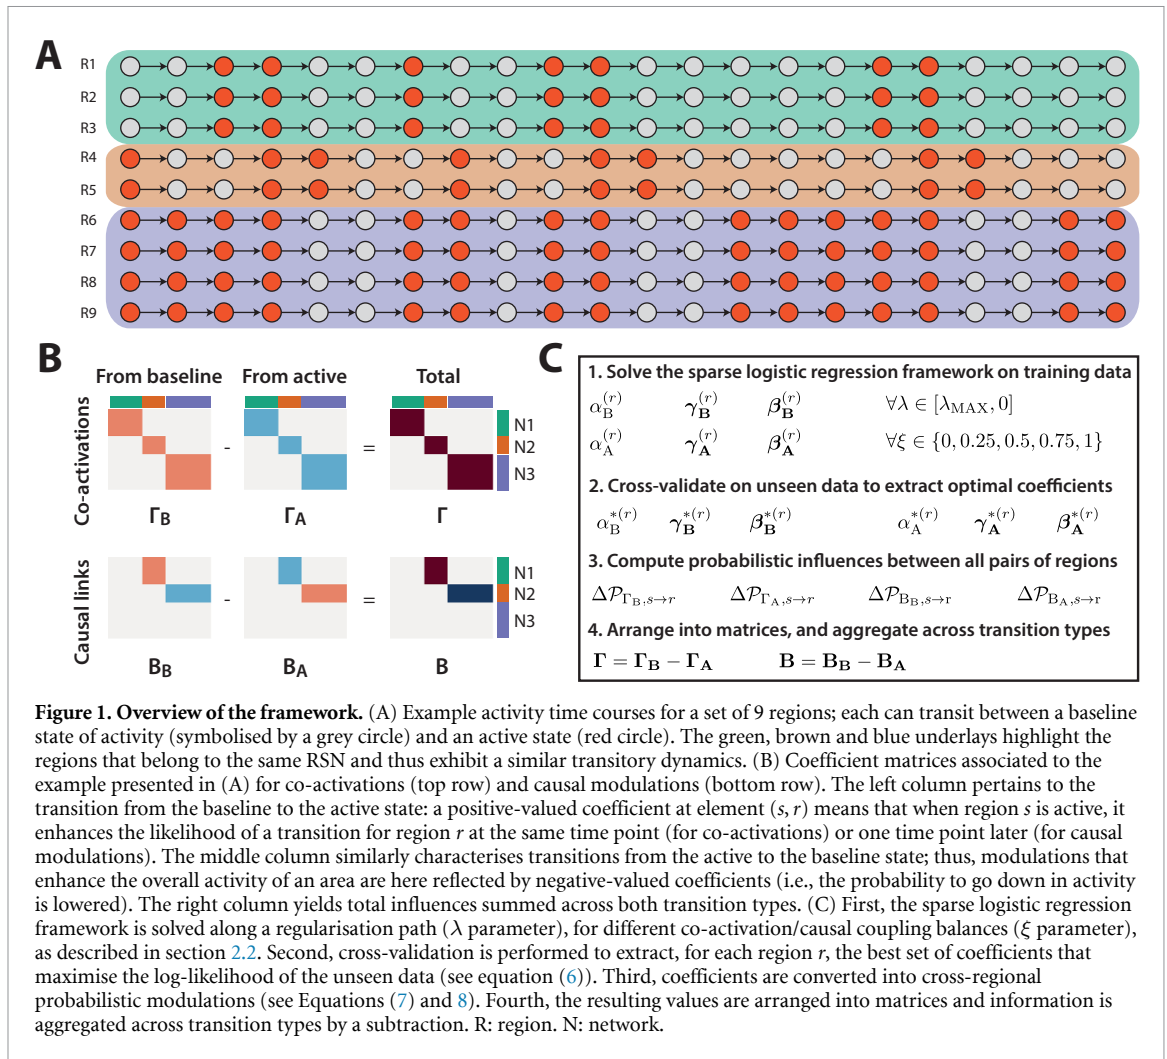 A
R1
R2
R3
R4
R5
R6
R7
R8
R9
B
From baseline From active Total
Co-activations
- =
N1
N2
N3
Γ_B Γ_A Γ
Causal links
- =
N1
N2
N3
B_B B_A B
C
1. Solve the sparse logistic regression framework on training data
α_B^(r) γ_B^(r) β_B^(r) ∀λ ∈ [λ_MAX, 0]
α_A^(r) γ_A^(r) β_A^(r) ∀ξ ∈ {0, 0.25, 0.5, 0.75, 1}
2. Cross-validate on unseen data to extract optimal coefficients
α_B^*(r) γ_B^*(r) β_B^*(r) α_A^*(r) γ_A^*(r) β_A^*(r)
3. Compute probabilistic influences between all pairs of regions
ΔP_Γ_B,s→r ΔP_Γ_A,s→r ΔP_B_B,s→r ΔP_B_A,s→r
4. Arrange into matrices, and aggregate across transition types
Γ = Γ_B − Γ_A B = B_B − B_A
Figure 1. Overview of the framework. (A) Example activity time courses for a set of 9 regions; each can transit between a baseline
state of activity (symbolised by a grey circle) and an active state (red circle). The green, brown and blue underlays highlight the
regions that belong to the same RSN and thus exhibit a similar transitory dynamics. (B) Coefficient matrices associated to the
example presented in (A) for co-activations (top row) and causal modulations (bottom row). The left column pertains to the
transition from the baseline to the active state: a positive-valued coefficient at element (s, r) means that when region s is active, it
enhances the likelihood of a transition for region r at the same time point (for co-activations) or one time point later (for causal
modulations). The middle column similarly characterises transitions from the active to the baseline state; thus, modulations that
enhance the overall activity of an area are here reflected by negative-valued coefficients (i.e., the probability to go down in activity
is lowered). The right column yields total influences summed across both transition types. (C) First, the sparse logistic regression
framework is solved along a regularisation path (λ parameter), for different co-activation/causal coupling balances (ξ parameter),
as described in section 2.2. Second, cross-validation is performed to extract, for each region r, the best set of coefficients that
maximise the log-likelihood of the unseen data (see equation (6)). Third, coefficients are converted into cross-regional
probabilistic modulations (see Equations (7) and 8). Fourth, the resulting values are arranged into matrices and information is
aggregated across transition types by a subtraction. R: region. N: network.